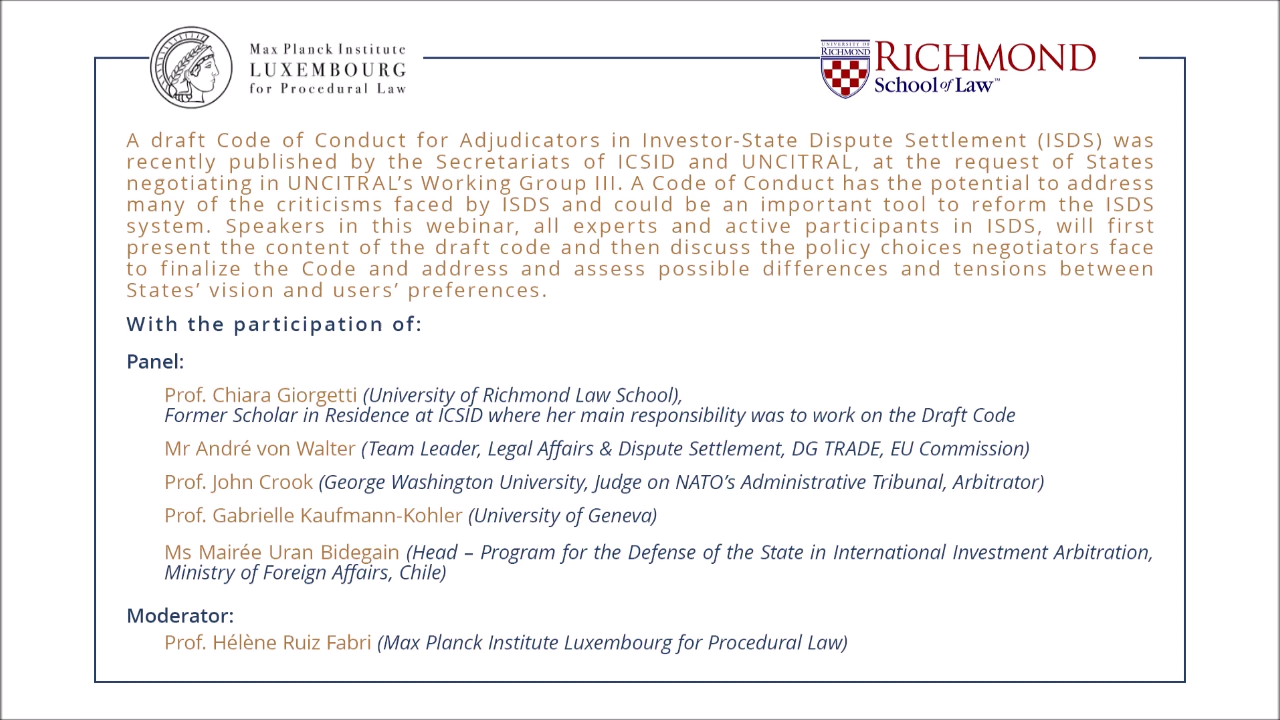 Max Planck Institute
LUXEMBOURG
for Procedural Law
UNIVERSITY OF
RICHMOND
RICHMOND
School of Law™
A draft Code of Conduct for Adjudicators in Investor-State Dispute Settlement (ISDS) was
recently published by the Secretariats of ICSID and UNCITRAL, at the request of States
negotiating in UNCITRAL’s Working Group III. A Code of Conduct has the potential to address
many of the criticisms faced by ISDS and could be an important tool to reform the ISDS
system. Speakers in this webinar, all experts and active participants in ISDS, will first
present the content of the draft code and then discuss the policy choices negotiators face
to finalize the Code and address and assess possible differences and tensions between
States’ vision and users’ preferences.
With the participation of:
Panel:
Prof. Chiara Giorgetti (University of Richmond Law School),
Former Scholar in Residence at ICSID where her main responsibility was to work on the Draft Code
Mr André von Walter (Team Leader, Legal Affairs & Dispute Settlement, DG TRADE, EU Commission)
Prof. John Crook (George Washington University, Judge on NATO’s Administrative Tribunal, Arbitrator)
Prof. Gabrielle Kaufmann-Kohler (University of Geneva)
Ms Mairée Uran Bidegain (Head – Program for the Defense of the State in International Investment Arbitration,
Ministry of Foreign Affairs, Chile)
Moderator:
Prof. Hélène Ruiz Fabri (Max Planck Institute Luxembourg for Procedural Law)